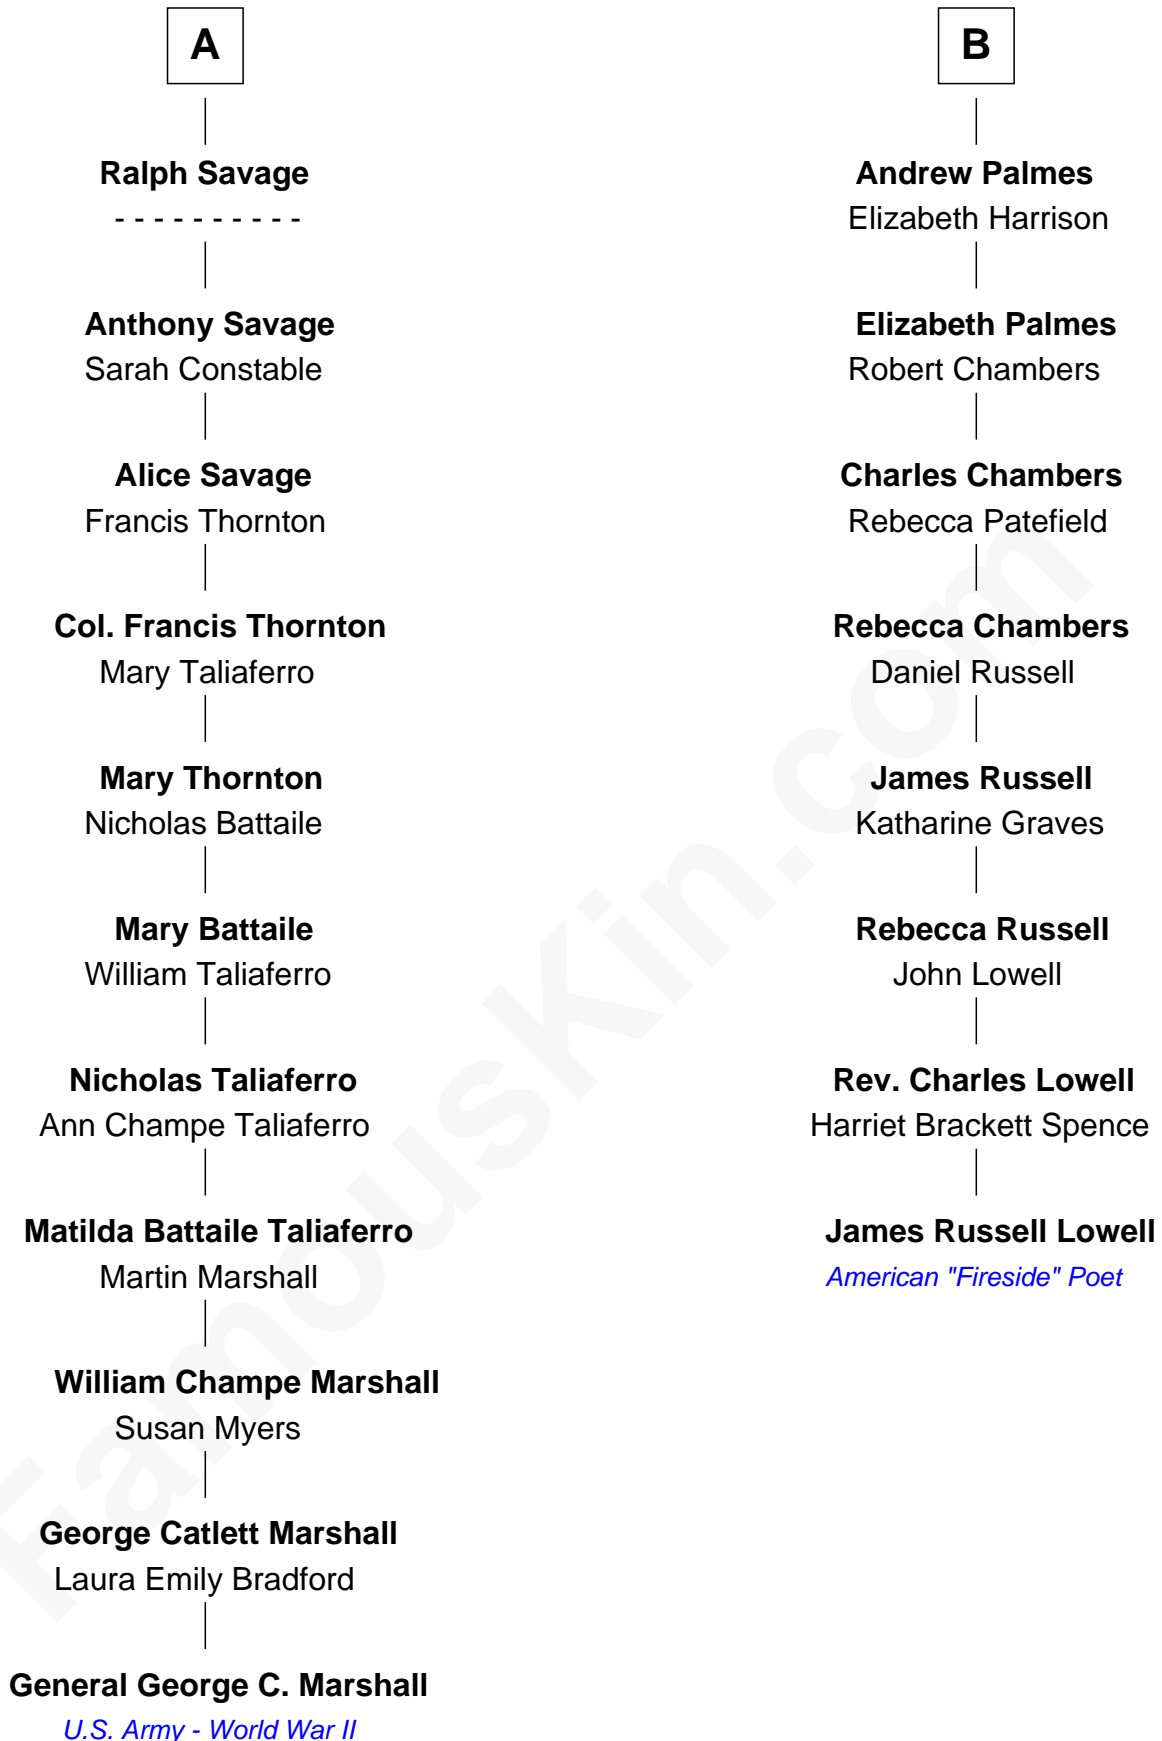 A
Ralph Savage
- - - - - - - - - -
Anthony Savage
Sarah Constable
Alice Savage
Francis Thornton
Col. Francis Thornton
Mary Taliaferro
Mary Thornton
Nicholas Battaile
Mary Battaile
William Taliaferro
Nicholas Taliaferro
Ann Champe Taliaferro
Matilda Battaile Taliaferro
Martin Marshall
William Champe Marshall
Susan Myers
George Catlett Marshall
Laura Emily Bradford
General George C. Marshall
U.S. Army - World War II
B
Andrew Palmes
Elizabeth Harrison
Elizabeth Palmes
Robert Chambers
Charles Chambers
Rebecca Patefield
Rebecca Chambers
Daniel Russell
James Russell
Katharine Graves
Rebecca Russell
John Lowell
Rev. Charles Lowell
Harriet Brackett Spence
James Russell Lowell
American "Fireside" Poet
FamousKin.com